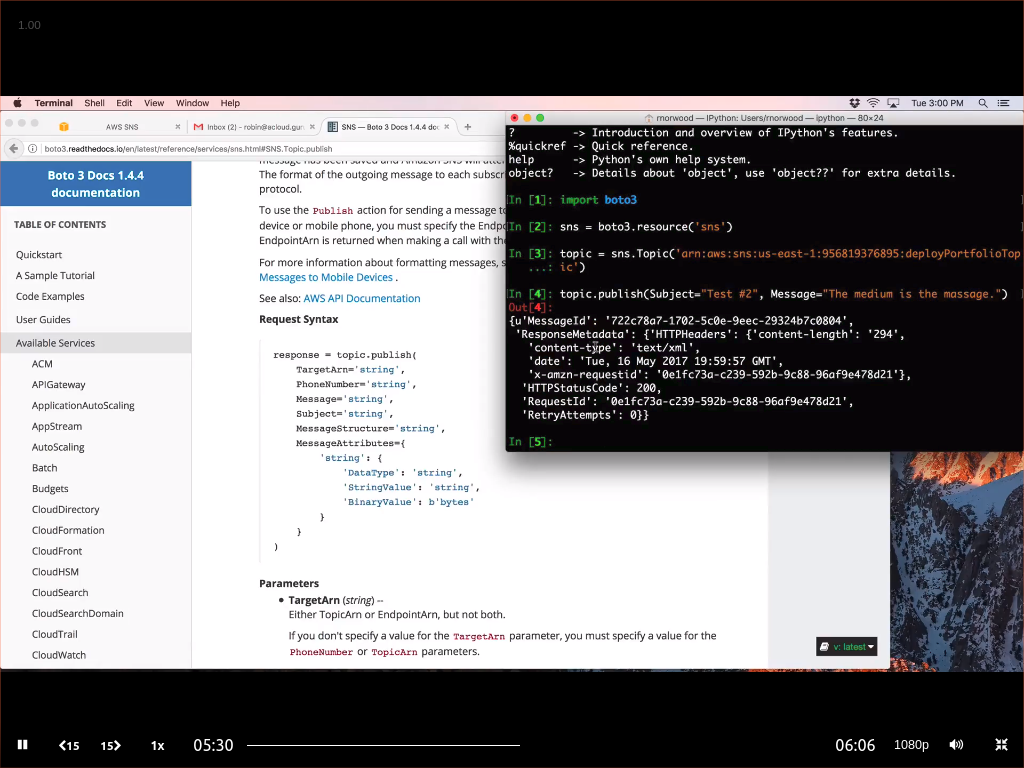 1.00
Terminal Shell Edit View Window Help
Tue 3:00 PM
AWS SNS
Inbox (2) - robin@acloud.gur
SNS — Boto 3 Docs 1.4.4 doc
boto3.readthedocs.io/en/latest/reference/services/sns.html#SNS.Topic.publish
Boto 3 Docs 1.4.4
documentation
TABLE OF CONTENTS
Quickstart
A Sample Tutorial
Code Examples
User Guides
Available Services
ACM
APIGateway
ApplicationAutoScaling
AppStream
AutoScaling
Batch
Budgets
CloudDirectory
CloudFormation
CloudFront
CloudHSM
CloudSearch
CloudSearchDomain
CloudTrail
CloudWatch
message has been saved and Amazon SNS will atte
The format of the outgoing message to each subscr
protocol.
To use the Publish action for sending a message to
device or mobile phone, you must specify the Endpo
EndpointArn is returned when making a call with the
For more information about formatting messages, s
Messages to Mobile Devices .
See also: AWS API Documentation
Request Syntax
response = topic.publish(
TargetArn='string',
PhoneNumber='string',
Message='string',
Subject='string',
MessageStructure='string',
MessageAttributes={
'string': {
'DataType': 'string',
'StringValue': 'string',
'BinaryValue': b'bytes'
}
}
)
Parameters
• TargetArn (string) --
Either TopicArn or EndpointArn, but not both.
If you don't specify a value for the TargetArn parameter, you must specify a value for the
PhoneNumber or TopicArn parameters.
v: latest
rnorwood — IPython: Users/rnorwood — ipython — 80×24
? -> Introduction and overview of IPython's features.
%quickref -> Quick reference.
help -> Python's own help system.
object? -> Details about 'object', use 'object??' for extra details.
In [1]: import boto3
In [2]: sns = boto3.resource('sns')
In [3]: topic = sns.Topic('arn:aws:sns:us-east-1:956819376895:deployPortfolioTop
...: ic')
In [4]: topic.publish(Subject="Test #2", Message="The medium is the massage.")
Out[4]:
{u'MessageId': '722c78a7-1702-5c0e-9eec-29324b7c0804',
'ResponseMetadata': {'HTTPHeaders': {'content-length': '294',
'content-type': 'text/xml',
'date': 'Tue, 16 May 2017 19:59:57 GMT',
'x-amzn-requestid': '0e1fc73a-c239-592b-9c88-96af9e478d21'},
'HTTPStatusCode': 200,
'RequestId': '0e1fc73a-c239-592b-9c88-96af9e478d21',
'RetryAttempts': 0}}
In [5]:
15 15 1x 05:30 06:06 1080p